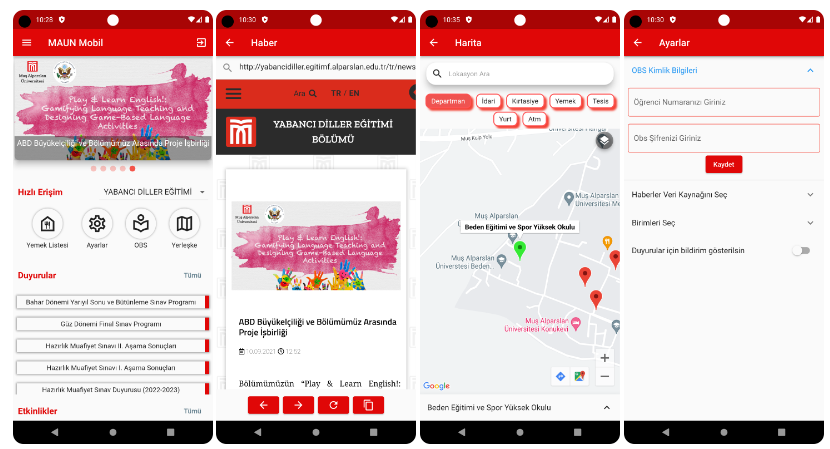 10:28
MAUN Mobil
Muş Alparslan
Üniversitesi
Play & Learn English!:
Gamifying Language Teaching and
Designing Game-Based Language
Activities
ABD Büyükelçiliği ve Bölümümüz Arasında Proje İşbirliği
Hızlı Erişim
YABANCI DİLLER EĞİTİMİ
Yemek Listesi
Ayarlar
OBS
Yerleşke
Duyurular
Tümü
Bahar Dönemi Yarıyıl Sonu ve Bütünleme Sınav Programı
Güz Dönemi Final Sınav Programı
Hazırlık Muafiyet Sınavı II. Aşama Sonuçları
Hazırlık Muafiyet Sınavı I. Aşama Sonuçları
Hazırlık Muafiyet Sınav Duyurusu (2022-2023)
Etkinlikler
Tümü
10:30
Haber
http://yabancidiller.egitimf.alparslan.edu.tr/tr/news
Ara
TR / EN
YABANCI DİLLER EĞİTİMİ
BÖLÜMÜ
Muş Alparslan
Üniversitesi
Play & Learn English!:
Gamifying Language Teaching and
Designing Game-Based Language
Activities
ABD Büyükelçiliği ve Bölümümüz Arasında
Proje İşbirliği
10.09.2021 12:52
Bölümümüzün "Play & Learn English!:
10:35
Harita
Lokasyon Ara
Departman
İdari
Kırtasiye
Yemek
Tesis
Yurt
Atm
Muş Alparslan
Üniversitesi Me
Muş Alparslan
Beden Eğitimi ve Spor Yüksek Okulu
Muş Alparslan
Üniversitesi Beden.
Muş Alparslan
Üniversitesi Konukevi
Google
Beden Eğitimi ve Spor Yüksek Okulu
10:30
Ayarlar
OBS Kimlik Bilgileri
Öğrenci Numaranızı Giriniz
Obs Şifrenizi Giriniz
Kaydet
Haberler Veri Kaynağını Seç
Birimleri Seç
Duyurular için bildirim gösterilsin